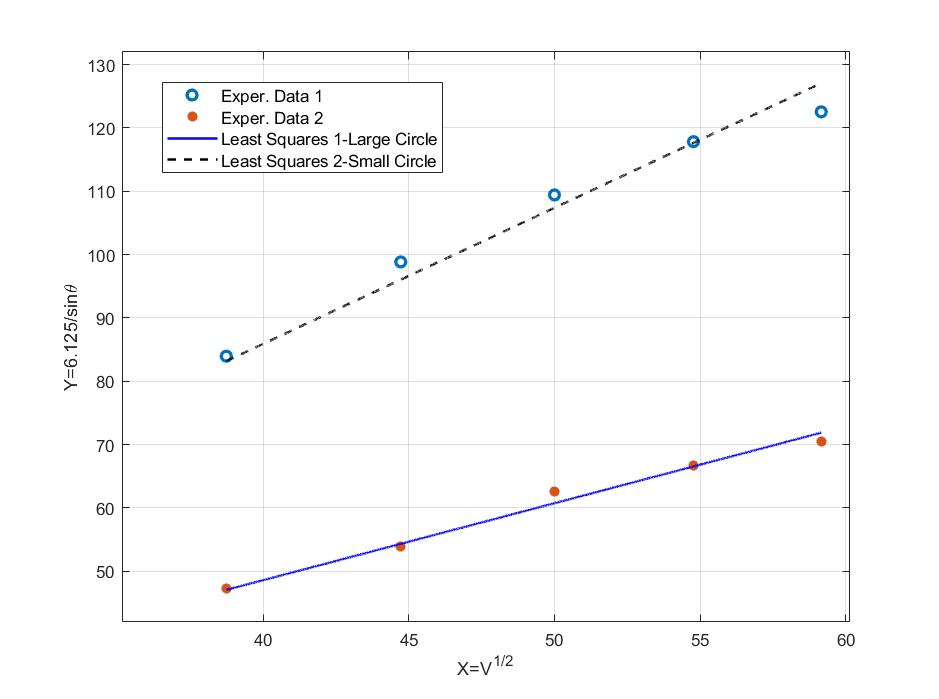 130
120
110
100
90
80
70
60
50
Y=6.125/sinθ
Exper. Data 1
Exper. Data 2
Least Squares 1-Large Circle
Least Squares 2-Small Circle
40 45 50 55 60
X=V^1/2